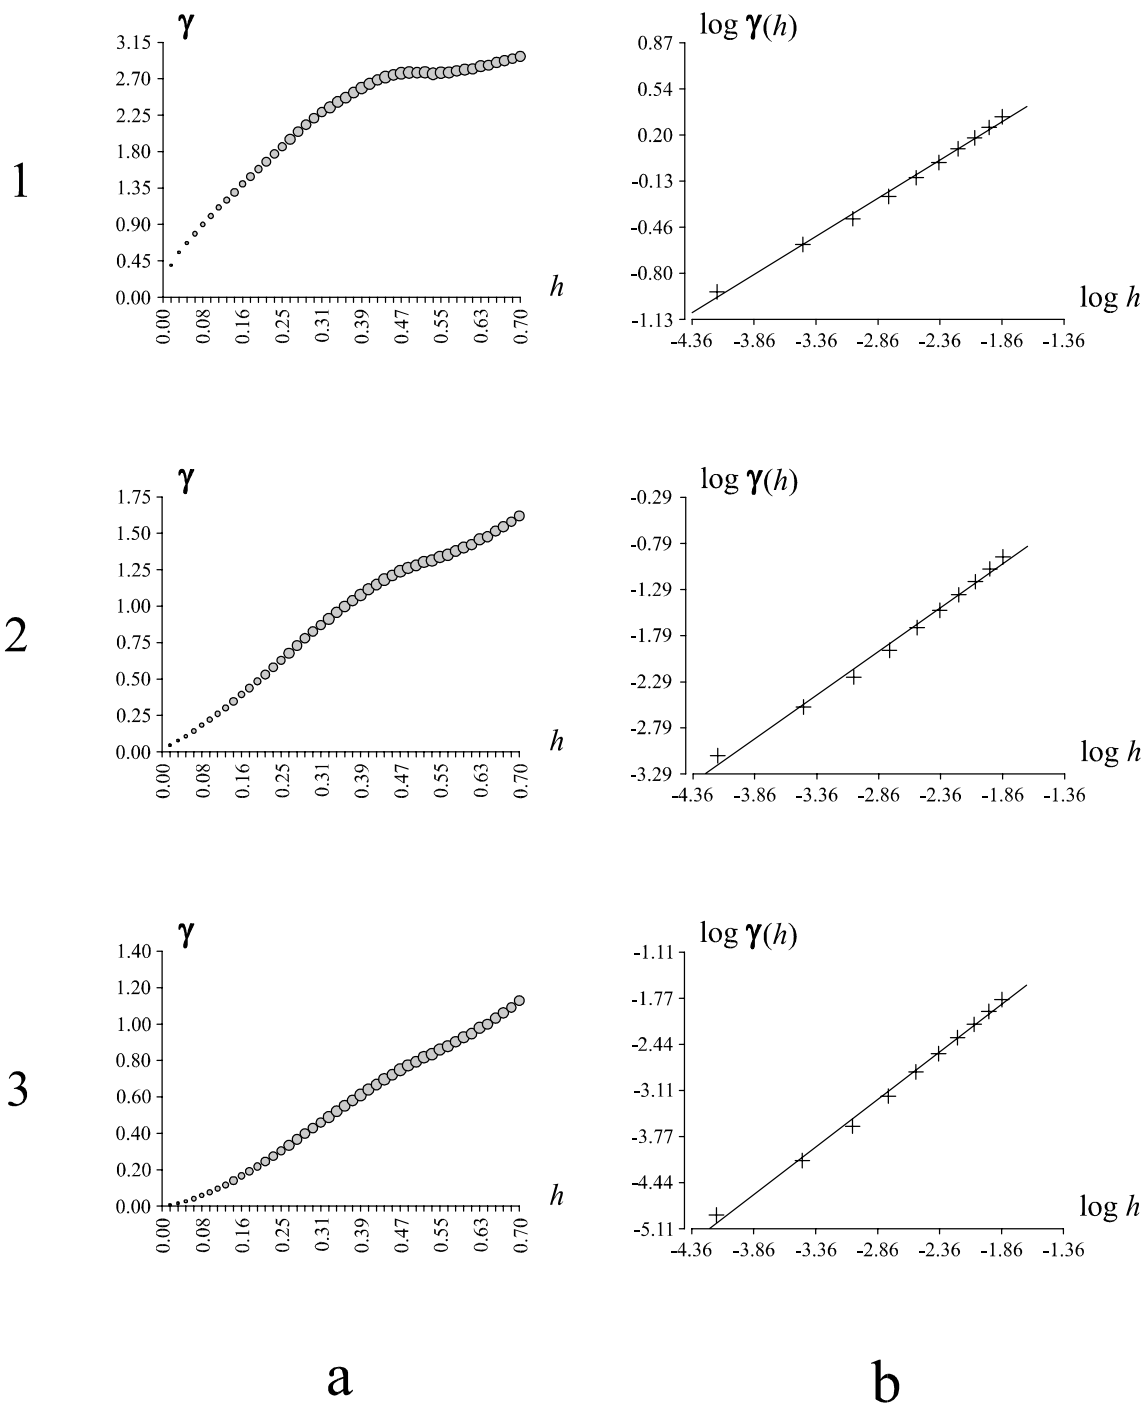 γ
3.15
2.70
2.25
1.80
1.35
0.90
0.45
0.00
h
0.00 0.08 0.16 0.25 0.31 0.39 0.47 0.55 0.63 0.70
log γ(h)
0.87
0.54
0.20
-0.13
-0.46
-0.80
-1.13
log h
-4.36 -3.86 -3.36 -2.86 -2.36 -1.86 -1.36
1
γ
1.75
1.50
1.25
1.00
0.75
0.50
0.25
0.00
h
0.00 0.08 0.16 0.25 0.31 0.39 0.47 0.55 0.63 0.70
log γ(h)
-0.29
-0.79
-1.29
-1.79
-2.29
-2.79
-3.29
log h
-4.36 -3.86 -3.36 -2.86 -2.36 -1.86 -1.36
2
γ
1.40
1.20
1.00
0.80
0.60
0.40
0.20
0.00
h
0.00 0.08 0.16 0.25 0.31 0.39 0.47 0.55 0.63 0.70
log γ(h)
-1.11
-1.77
-2.44
-3.11
-3.77
-4.44
-5.11
log h
-4.36 -3.86 -3.36 -2.86 -2.36 -1.86 -1.36
3
a b